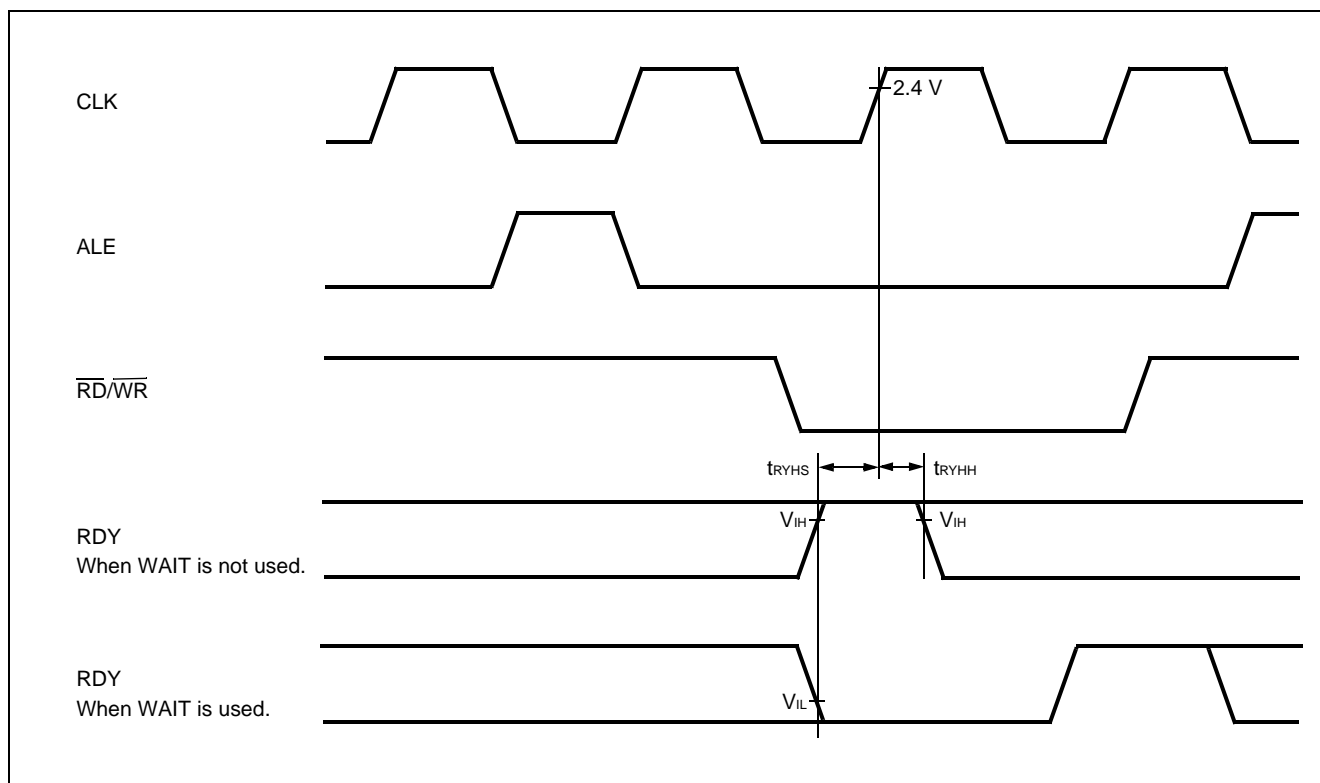 CLK
2.4 V
ALE
RD/WR
tRYHS
tRYHH
VIH
VIH
RDY
When WAIT is not used.
RDY
When WAIT is used.
VIL